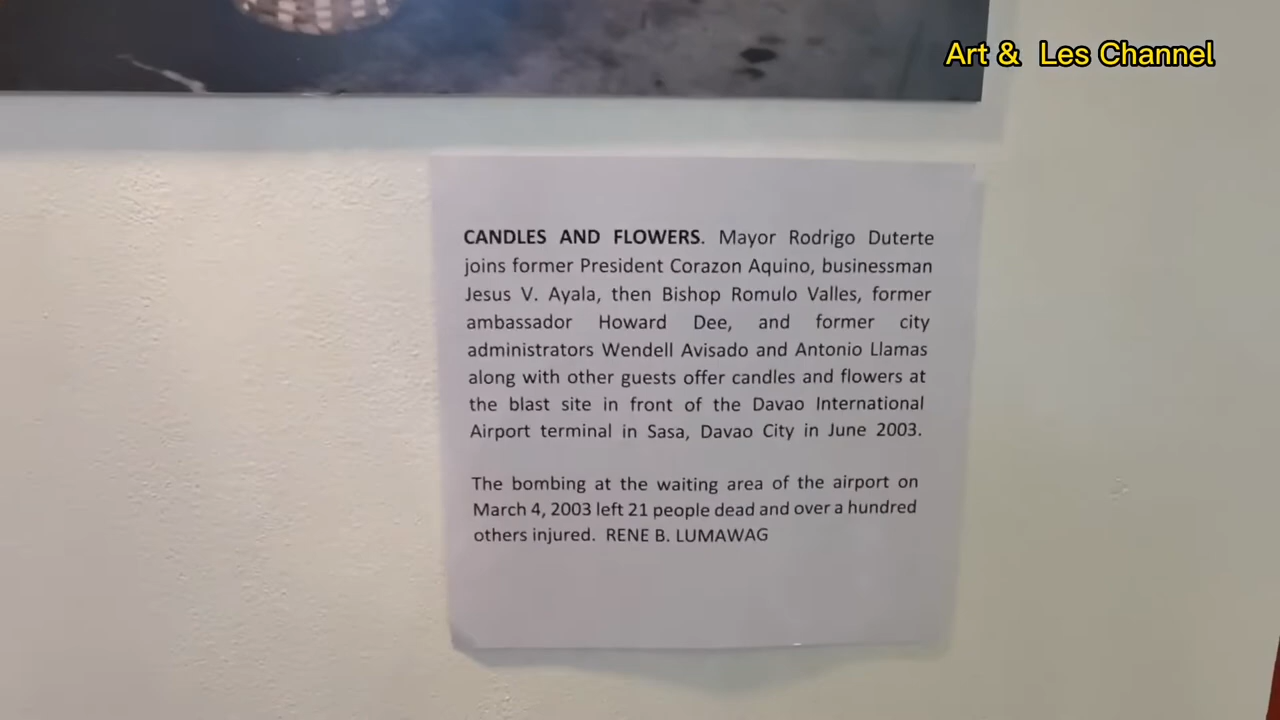 Art & Les Channel
CANDLES AND FLOWERS. Mayor Rodrigo Duterte
joins former President Corazon Aquino, businessman
Jesus V. Ayala, then Bishop Romulo Valles, former
ambassador Howard Dee, and former city
administrators Wendell Avisado and Antonio Llamas
along with other guests offer candles and flowers at
the blast site in front of the Davao International
Airport terminal in Sasa, Davao City in June 2003.
The bombing at the waiting area of the airport on
March 4, 2003 left 21 people dead and over a hundred
others injured. RENE B. LUMAWAG